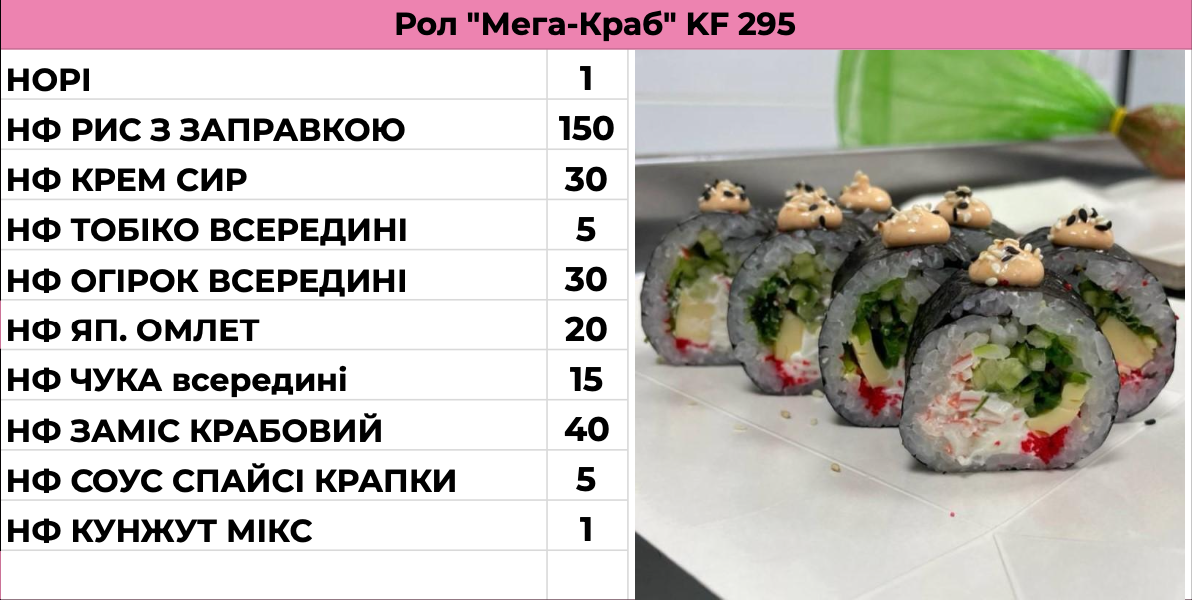 Рол "Мега-Краб" KF 295
НОРІ 1
НФ РИС З ЗАПРАВКОЮ 150
НФ КРЕМ СИР 30
НФ ТОБІКО ВСЕРЕДИНІ 5
НФ ОГІРОК ВСЕРЕДИНІ 30
НФ ЯП. ОМЛЕТ 20
НФ ЧУКА всередині 15
НФ ЗАМІС КРАБОВИЙ 40
НФ СОУС СПАЙСІ КРАПКИ 5
НФ КУНЖУТ МІКС 1